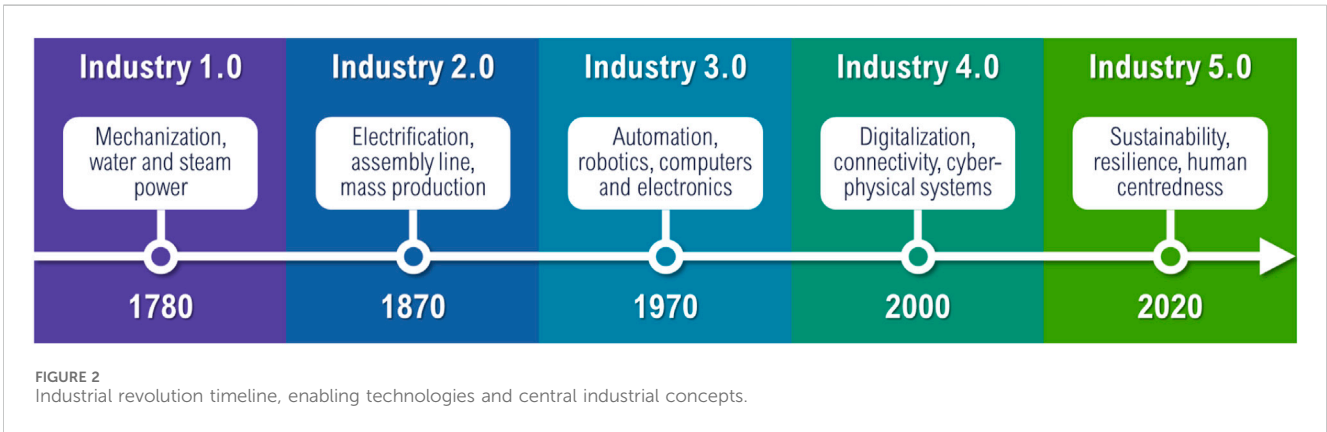 Industry 1.0
Industry 2.0
Industry 3.0
Industry 4.0
Industry 5.0
Mechanization,
water and steam
power
Electrification,
assembly line,
mass production
Automation,
robotics, computers
and electronics
Digitalization,
connectivity, cyber-
physical systems
Sustainability,
resilience, human
centredness
1780
1870
1970
2000
2020
FIGURE 2
Industrial revolution timeline, enabling technologies and central industrial concepts.